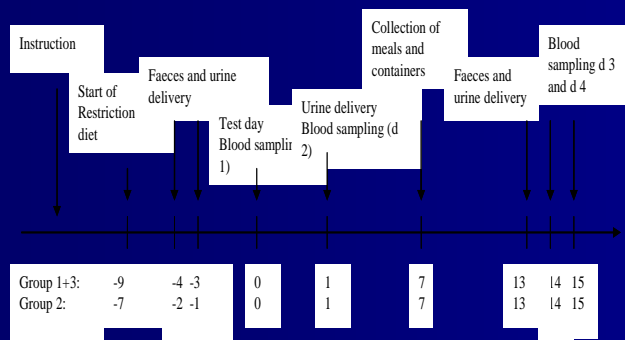 Instruction
Start of
Restriction
diet
Faeces and urine
delivery
Test day
Blood
1)
Urine delivery
Blood sampling (d
2)
Collection of
meals and
containers
Faeces and
urine delivery
Blood
sampling d 3
and d 4
Group 1+3: -9 -4 -3 0 1 7 13 14 15
Group 2: -7 -2 -1 0 1 7 13 14 15